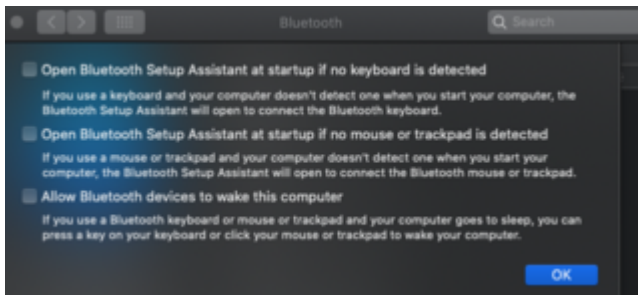 Bluetooth
Search
Open Bluetooth Setup Assistant at startup if no keyboard is detected
If you use a keyboard and your computer doesn't detect one when you start your computer, the
Bluetooth Setup Assistant will open to connect the Bluetooth keyboard.
Open Bluetooth Setup Assistant at startup if no mouse or trackpad is detected
If you use a mouse or trackpad and your computer doesn't detect one when you start your
computer, the Bluetooth Setup Assistant will open to connect the Bluetooth mouse or trackpad.
Allow Bluetooth devices to wake this computer
If you use a Bluetooth keyboard or mouse or trackpad and your computer goes to sleep, you can
press a key on your keyboard or click your mouse or trackpad to wake your computer.
OK